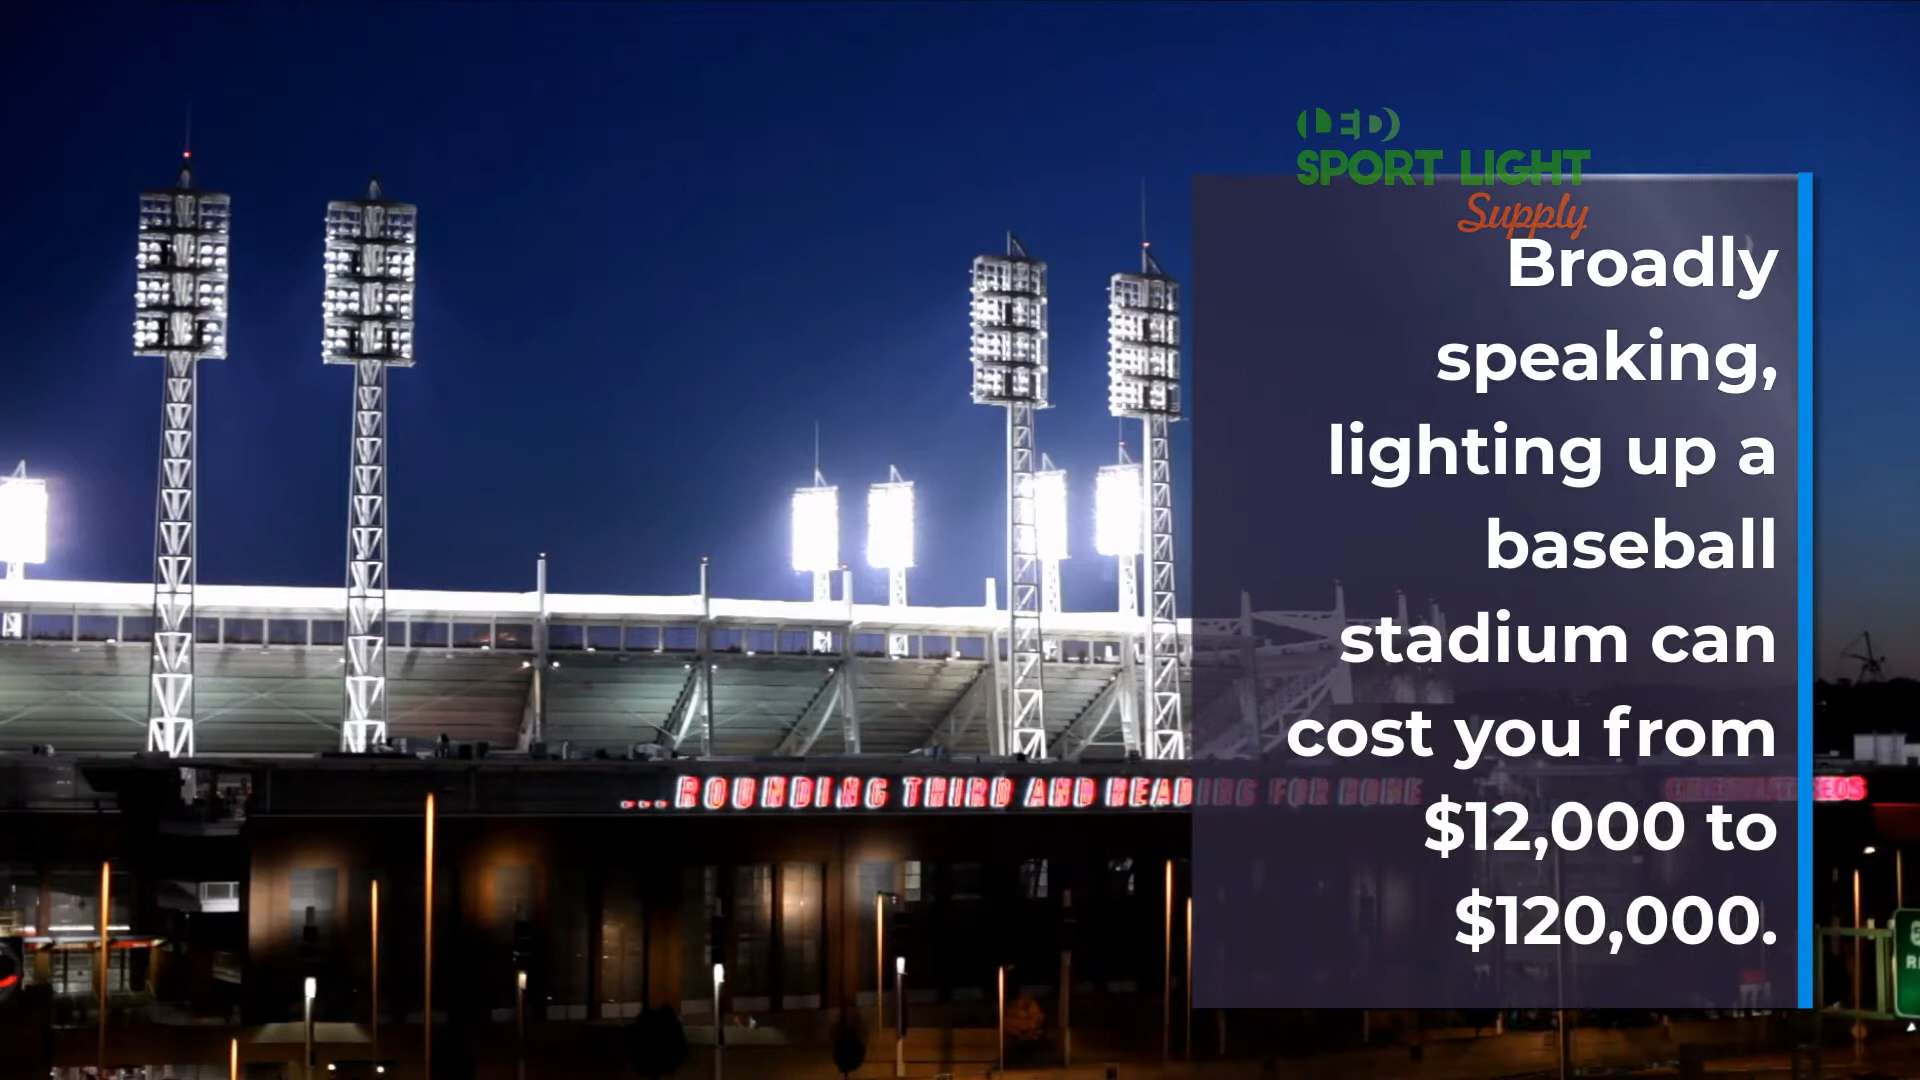 LED
SPORT LIGHT
Supply
Broadly
speaking,
lighting up a
baseball
stadium can
cost you from
$12,000 to
$120,000.
...ROUNDING THIRD AND HEADING FOR HOME
REDS